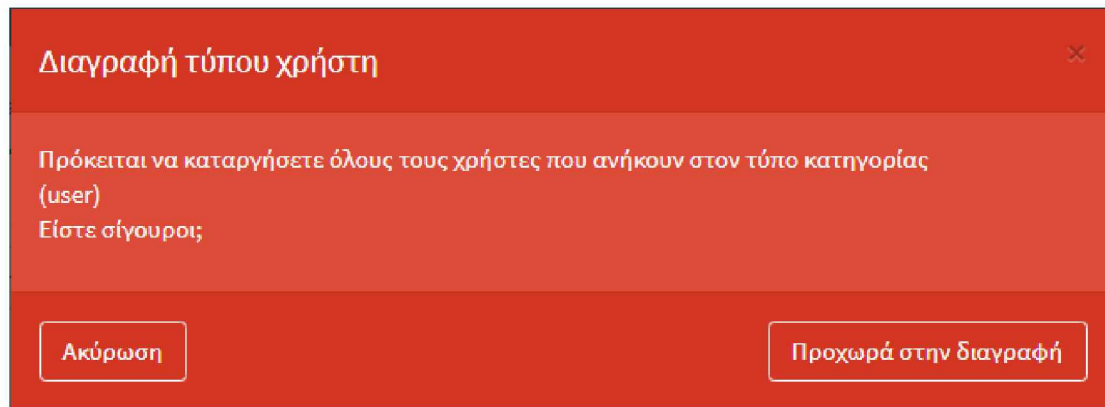 Διαγραφή τύπου χρήστη
Πρόκειται να καταργήσετε όλους τους χρήστες που ανήκουν στον τύπο κατηγορίας
(user)
Είστε σίγουροι;
Ακύρωση
Προχωρά στην διαγραφή